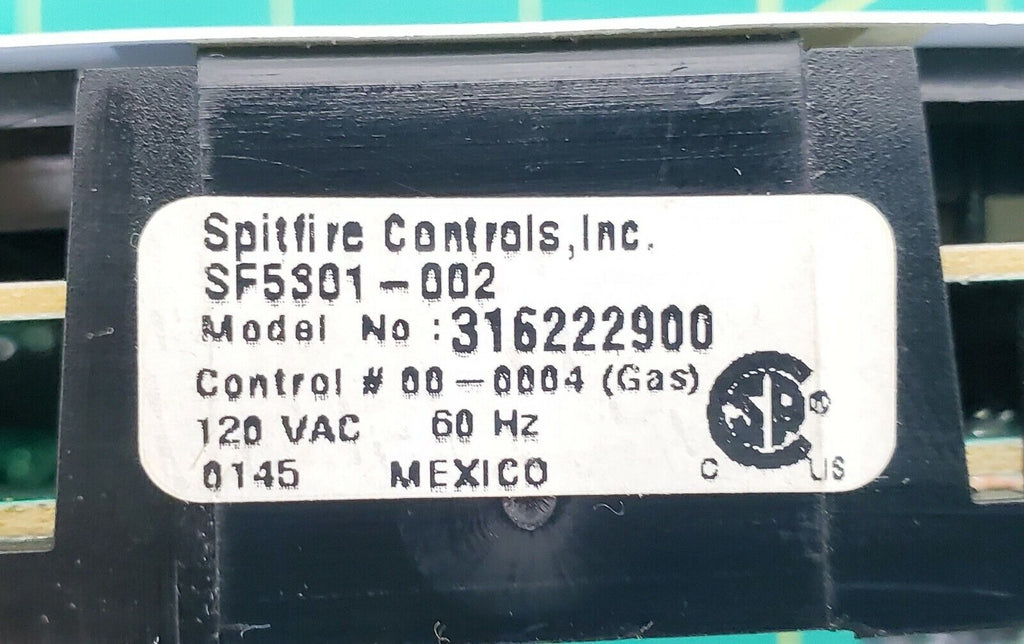 Spitfire Controls, Inc.
SF5301-002
Model No : 316222900
Control # 00-0004 (Gas)
120 VAC 60 Hz
0145 MEXICO
SP ®
C US